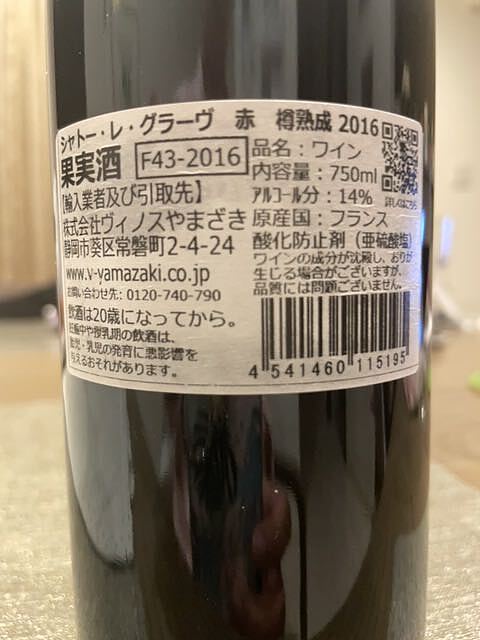 シャトー・レ・グラーヴ 赤 樽熟成 2016
果実酒 F43-2016
【輸入業者及び引取先】
株式会社ヴィノスやまざき
静岡市葵区常磐町2-4-24
www.v-yamazaki.co.jp
お問い合わせ先: 0120-740-790
飲酒は20歳になってから。
妊娠中や授乳期の飲酒は、
胎児・乳児の発育に悪影響を
与えるおそれがあります。
品名：ワイン
内容量：750ml
アルコール分：14%
詳しくはこちら
原産国：フランス
酸化防止剤（亜硫酸塩）
ワインの成分が沈殿し、おりが
生じる場合がございますが、
品質には問題ございません。
4 541460 115195